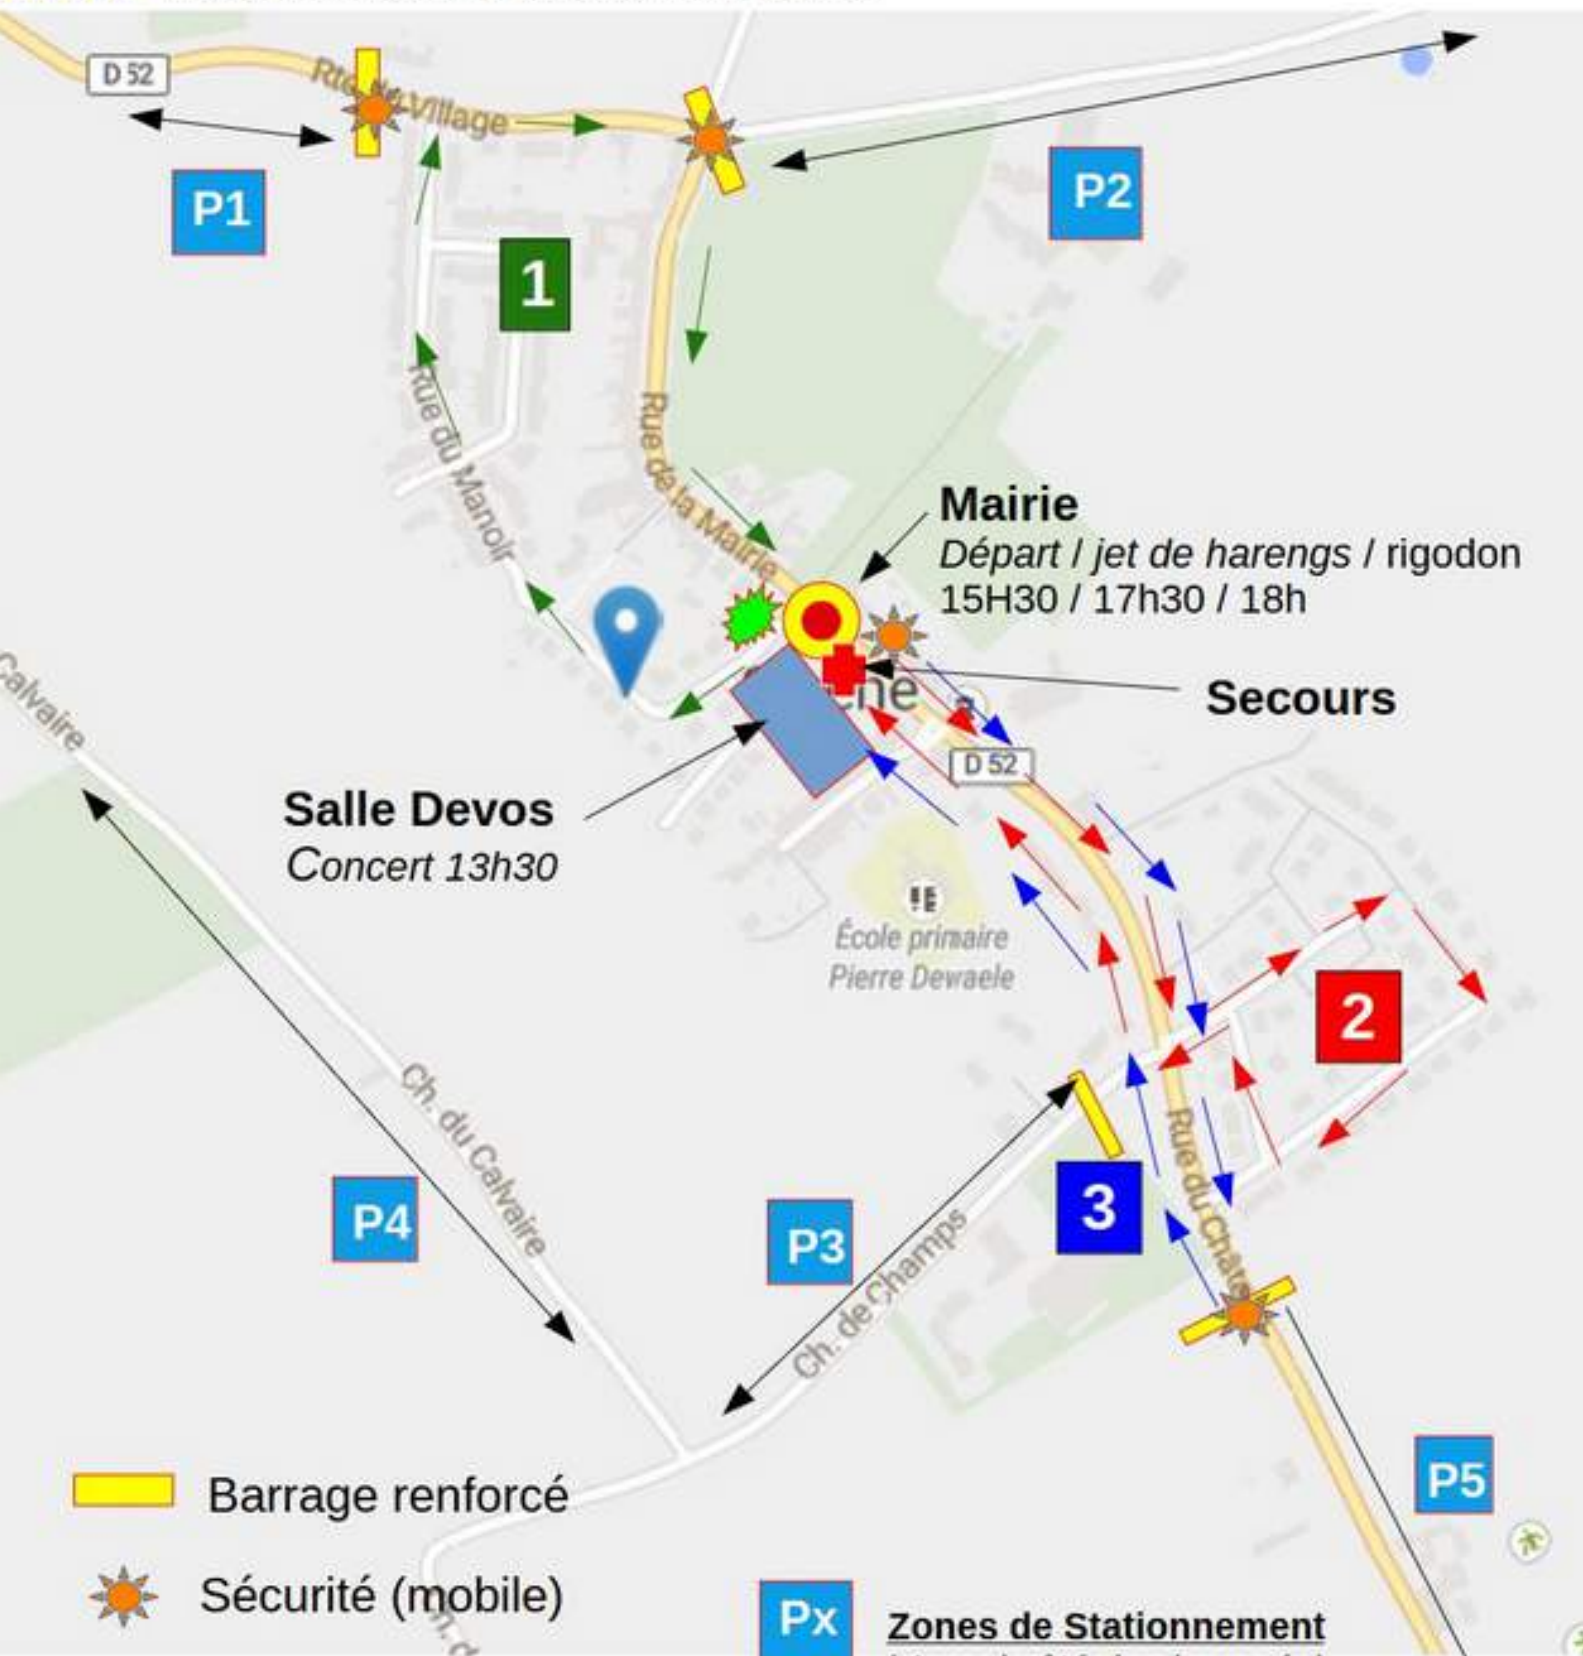 D 52
Rte du Village
P1
P2
1
Rue du Manoir
Rue de la Mairie
Mairie
Départ / jet de harengs / rigodon
15H30 / 17h30 / 18h
Secours
D 52
Calvaire
Salle Devos
Concert 13h30
École primaire
Pierre Dewaele
2
Ch. du Calvaire
3
Rue du Châte
P4
P3
Ch. de Champs
P5
Barrage renforcé
Sécurité (mobile)
Px
Zones de Stationnement